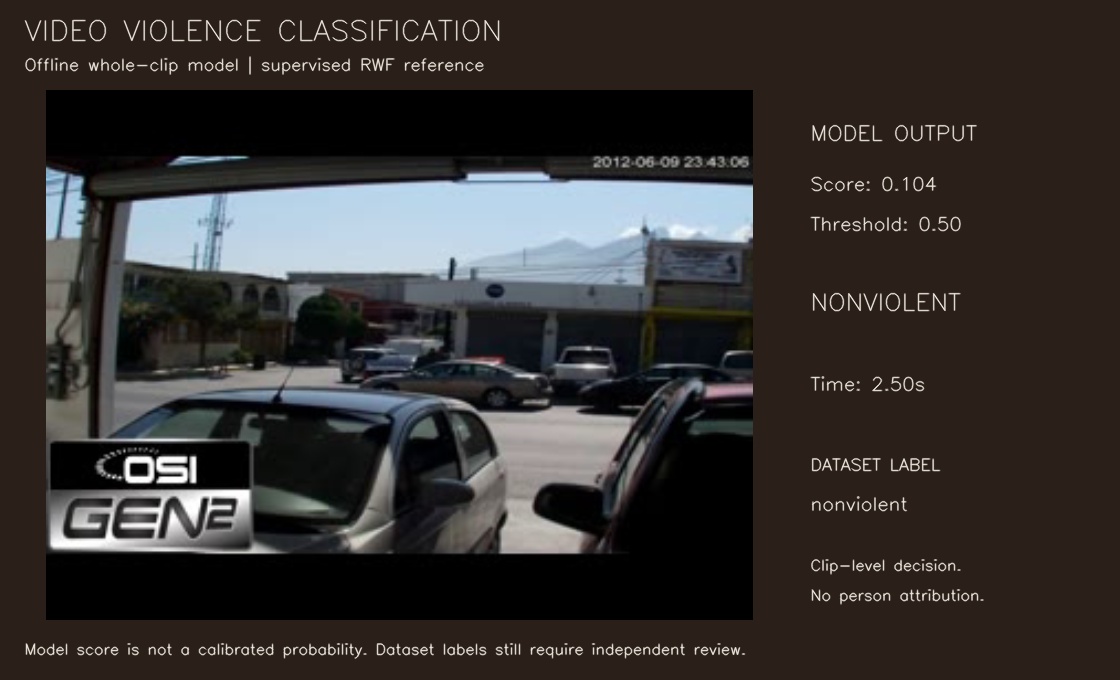 VIDEO VIOLENCE CLASSIFICATION
Offline whole-clip model | supervised RWF reference
2012-06-09 23:43:06
OSI
GEN2
MODEL OUTPUT
Score: 0.104
Threshold: 0.50
NONVIOLENT
Time: 2.50s
DATASET LABEL
nonviolent
Clip-level decision.
No person attribution.
Model score is not a calibrated probability. Dataset labels still require independent review.